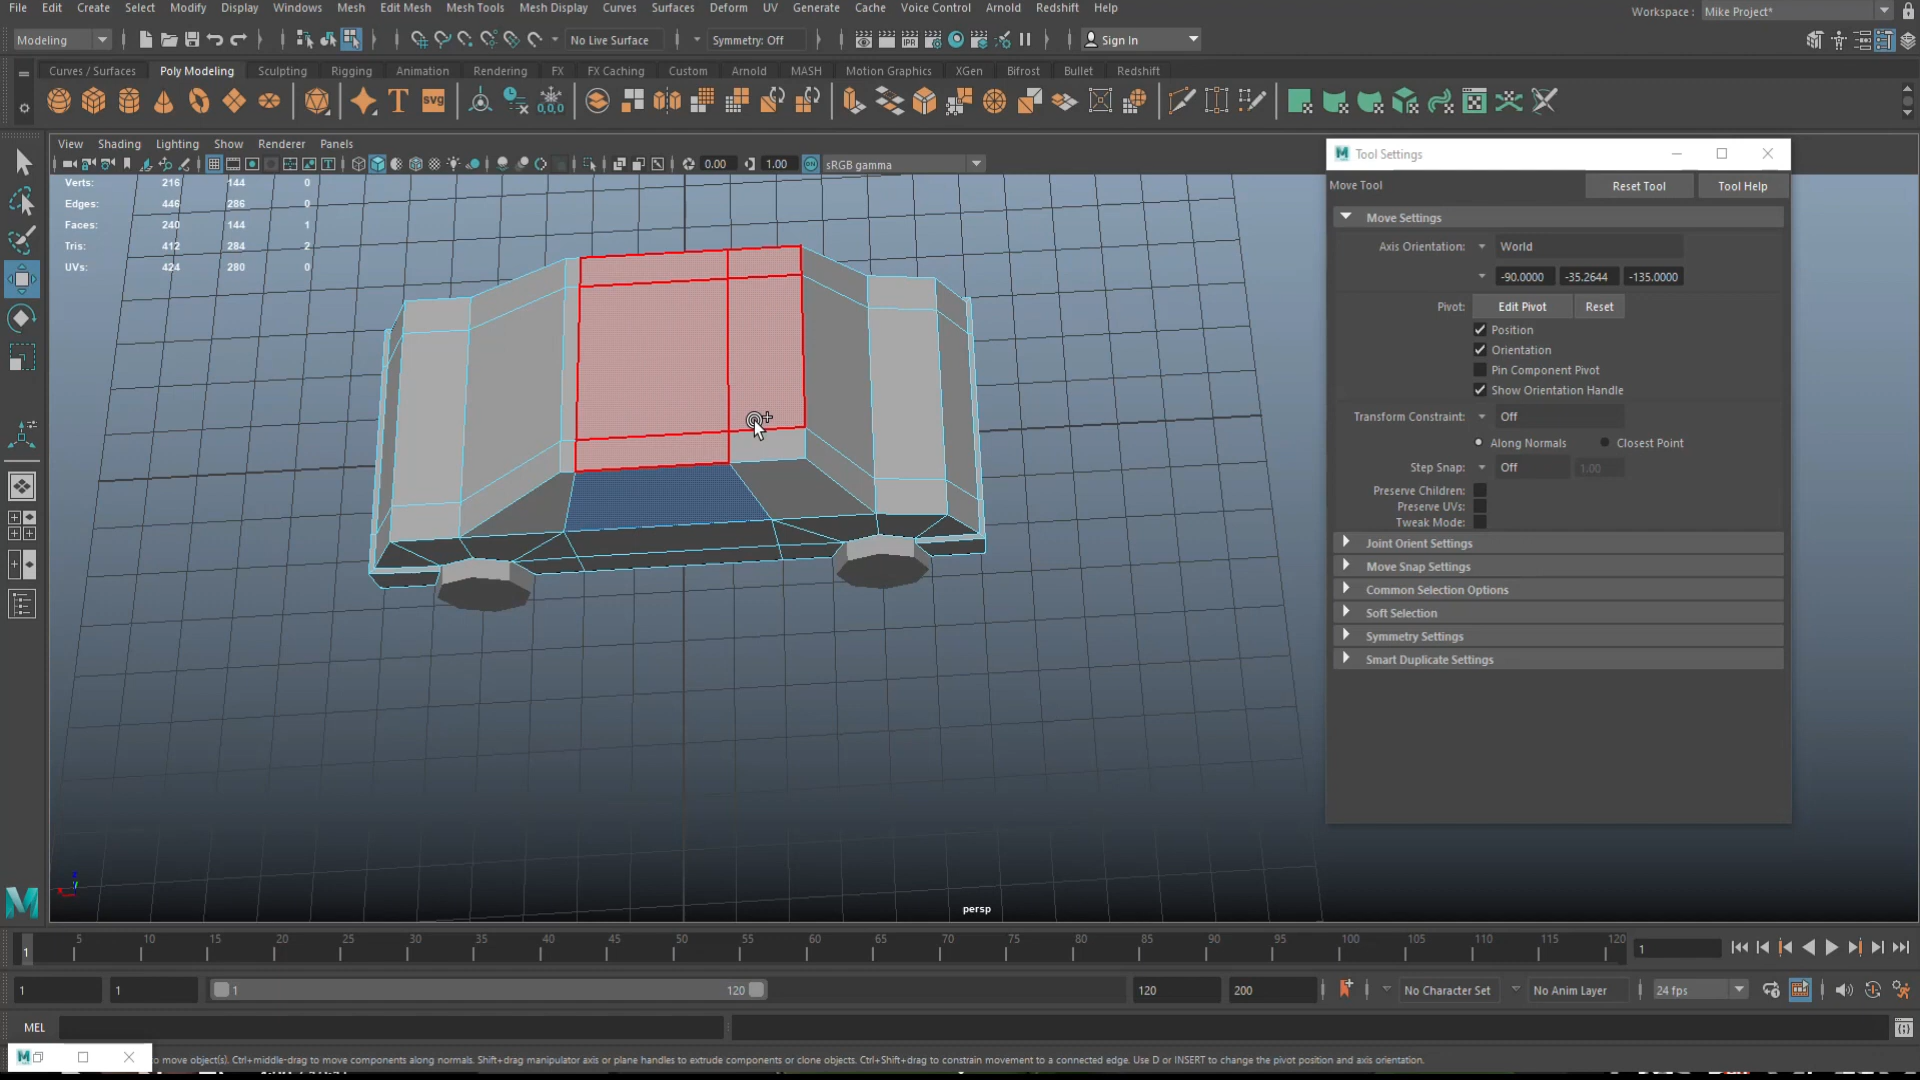 File Edit Create Select Modify Display Windows Mesh Edit Mesh Mesh Tools Mesh Display Curves Surfaces Deform UV Generate Cache Voice Control Arnold Redshift Help
Workspace : Mike Project*
Modeling
No Live Surface
Symmetry: Off
Sign In
Curves / Surfaces Poly Modeling Sculpting Rigging Animation Rendering FX FX Caching Custom Arnold MASH Motion Graphics XGen Bifrost Bullet Redshift
SVG
0,0,0
View Shading Lighting Show Renderer Panels
0.00 1.00 sRGB gamma
Verts: 216 144 0
Edges: 446 286 0
Faces: 240 144 1
Tris: 412 284 2
UVs: 424 280 0
Tool Settings
Move Tool Reset Tool Tool Help
Move Settings
Axis Orientation: World
-90.0000 -35.2644 -135.0000
Pivot: Edit Pivot Reset
Position
Orientation
Pin Component Pivot
Show Orientation Handle
Transform Constraint: Off
Along Normals Closest Point
Step Snap: Off 1.00
Preserve Children:
Preserve UVs:
Tweak Mode:
Joint Orient Settings
Move Snap Settings
Common Selection Options
Soft Selection
Symmetry Settings
Smart Duplicate Settings
persp
1 5 10 15 20 25 30 35 40 45 50 55 60 65 70 75 80 85 90 95 100 105 110 115 120 1
1 1 1 120 120 200 No Character Set No Anim Layer 24 fps
MEL
o move object(s). Ctrl+middle-drag to move components along normals. Shift+drag manipulator axis or plane handles to extrude components or clone objects. Ctrl+Shift+drag to constrain movement to a connected edge. Use D or INSERT to change the pivot position and axis orientation.